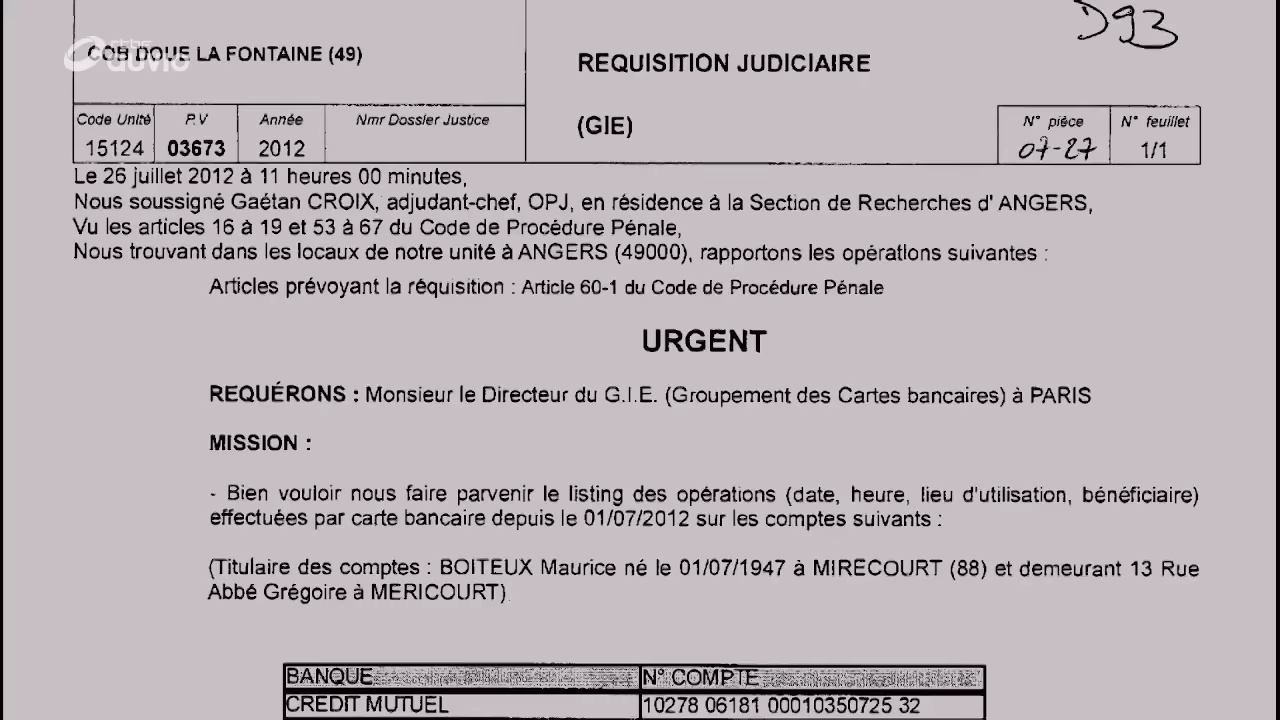 D93
rtbf
auvio
COB DOUE LA FONTAINE (49)
REQUISITION JUDICIAIRE
(GIE)
Code Unité P.V Année Nmr Dossier Justice
15124 03673 2012
N° pièce N° feuillet
07-27 1/1
Le 26 juillet 2012 à 11 heures 00 minutes,
Nous soussigné Gaétan CROIX, adjudant-chef, OPJ, en résidence à la Section de Recherches d' ANGERS,
Vu les articles 16 à 19 et 53 à 67 du Code de Procédure Pénale,
Nous trouvant dans les locaux de notre unité à ANGERS (49000), rapportons les opérations suivantes :
Articles prévoyant la réquisition : Article 60-1 du Code de Procédure Pénale
URGENT
REQUÉRONS : Monsieur le Directeur du G.I.E. (Groupement des Cartes bancaires) à PARIS
MISSION :
- Bien vouloir nous faire parvenir le listing des opérations (date, heure, lieu d'utilisation, bénéficiaire)
effectuées par carte bancaire depuis le 01/07/2012 sur les comptes suivants :
(Titulaire des comptes : BOITEUX Maurice né le 01/07/1947 à MIRECOURT (88) et demeurant 13 Rue
Abbé Grégoire à MERICOURT)
BANQUE N° COMPTE
CREDIT MUTUEL 10278 06181 00010350725 32